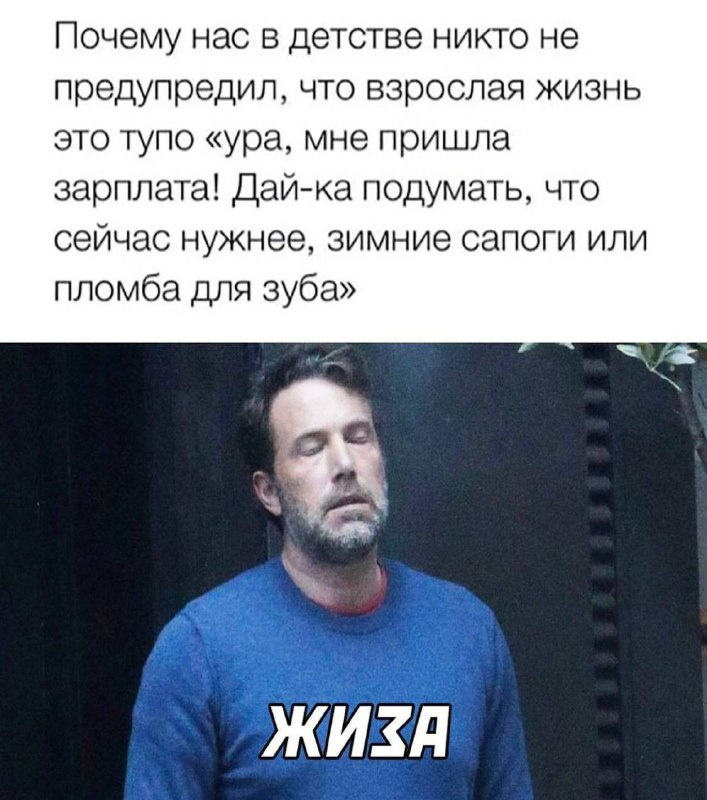 Почему нас в детстве никто не
предупредил, что взрослая жизнь
это тупо «ура, мне пришла
зарплата! Дай-ка подумать, что
сейчас нужнее, зимние сапоги или
пломба для зуба»
ЖИЗА